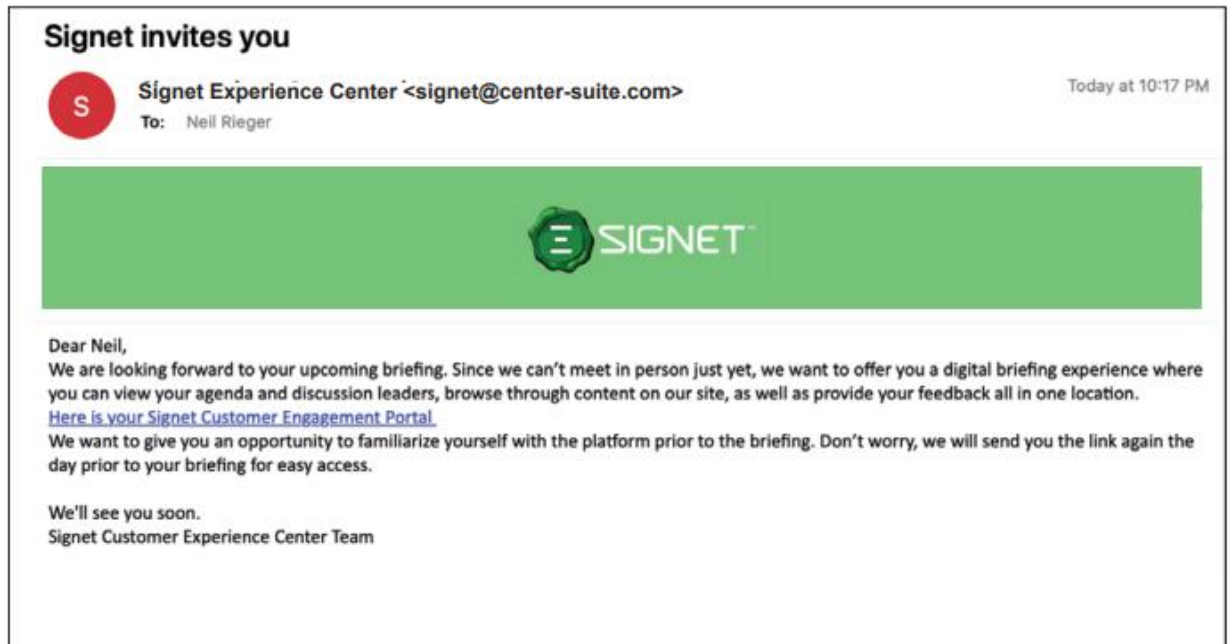 Signet invites you
S
Signet Experience Center <signet@center-suite.com>
Today at 10:17 PM
To: Neil Rieger
SIGNET
Dear Neil,
We are looking forward to your upcoming briefing. Since we can't meet in person just yet, we want to offer you a digital briefing experience where
you can view your agenda and discussion leaders, browse through content on our site, as well as provide your feedback all in one location.
Here is your Signet Customer Engagement Portal
We want to give you an opportunity to familiarize yourself with the platform prior to the briefing. Don't worry, we will send you the link again the
day prior to your briefing for easy access.
We'll see you soon.
Signet Customer Experience Center Team